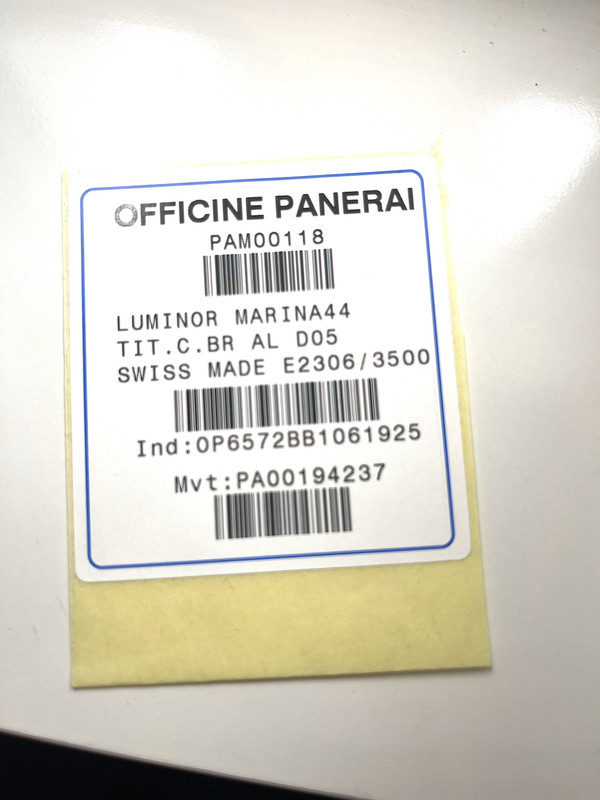 OFFICINE PANERAI
PAM00118
LUMINOR MARINA44
TIT.C.BR AL D05
SWISS MADE E2306/3500
Ind:OP6572BB1061925
Mvt:PA00194237